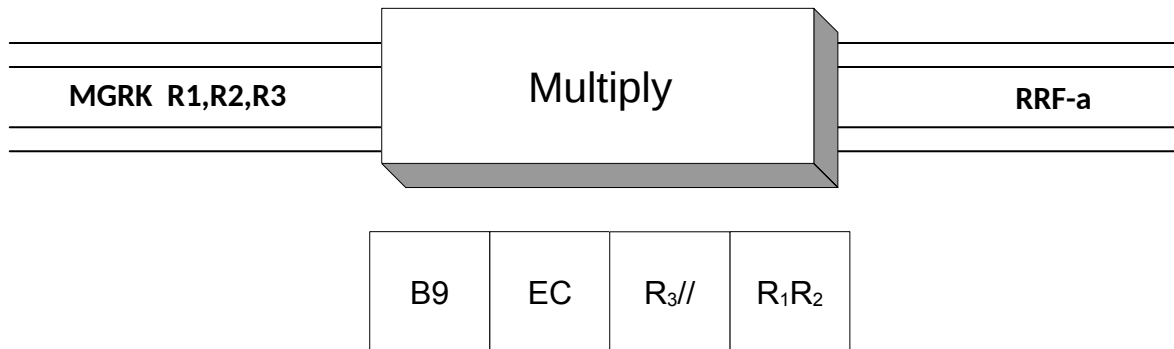 MGRK R1,R2,R3
Multiply
RRF-a
B9
EC
R₃//
R₁R₂